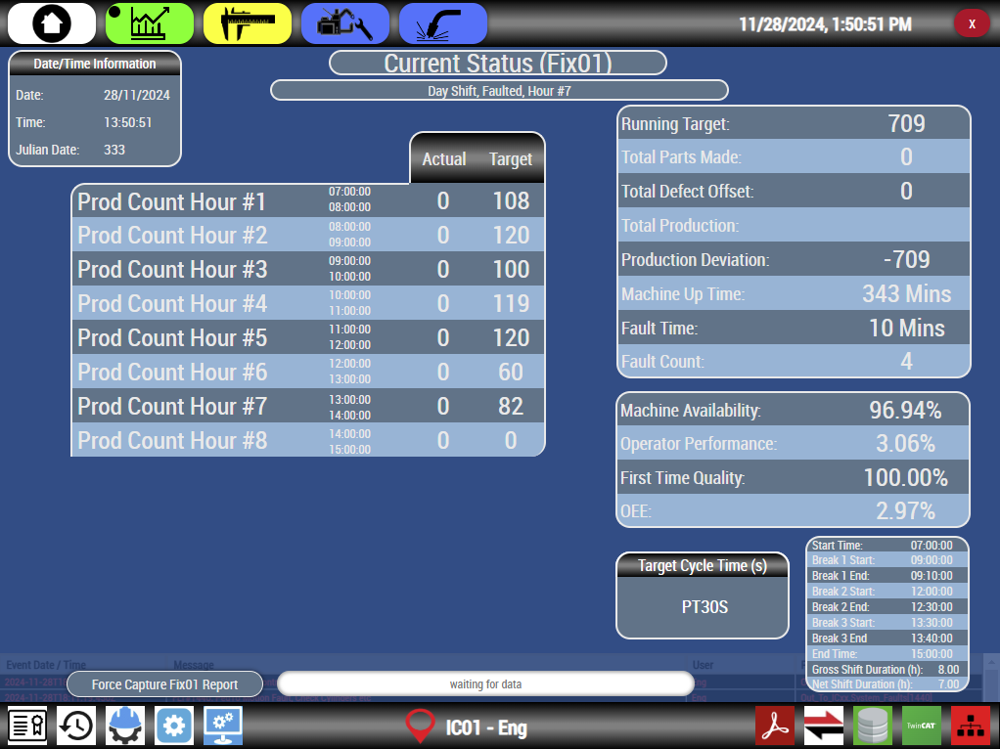 11/28/2024, 1:50:51 PM
X
Date/Time Information
Date: 28/11/2024
Time: 13:50:51
Julian Date: 333
Current Status (Fix01)
Day Shift, Faulted, Hour #7
Actual Target
Prod Count Hour #1 07:00:00 08:00:00 0 108
Prod Count Hour #2 08:00:00 09:00:00 0 120
Prod Count Hour #3 09:00:00 10:00:00 0 100
Prod Count Hour #4 10:00:00 11:00:00 0 119
Prod Count Hour #5 11:00:00 12:00:00 0 120
Prod Count Hour #6 12:00:00 13:00:00 0 60
Prod Count Hour #7 13:00:00 14:00:00 0 82
Prod Count Hour #8 14:00:00 15:00:00 0 0
Running Target: 709
Total Parts Made: 0
Total Defect Offset: 0
Total Production:
Production Deviation: -709
Machine Up Time: 343 Mins
Fault Time: 10 Mins
Fault Count: 4
Machine Availability: 96.94%
Operator Performance: 3.06%
First Time Quality: 100.00%
OEE: 2.97%
Target Cycle Time (s)
PT30S
Start Time: 07:00:00
Break 1 Start: 09:00:00
Break 1 End: 09:10:00
Break 2 Start: 12:00:00
Break 2 End: 12:30:00
Break 3 Start: 13:30:00
Break 3 End 13:40:00
End Time: 15:00:00
Gross Shift Duration (h): 8.00
Net Shift Duration (h): 7.00
Event Date / Time Message User
Force Capture Fix01 Report
waiting for data
IC01 - Eng
TwinCAT